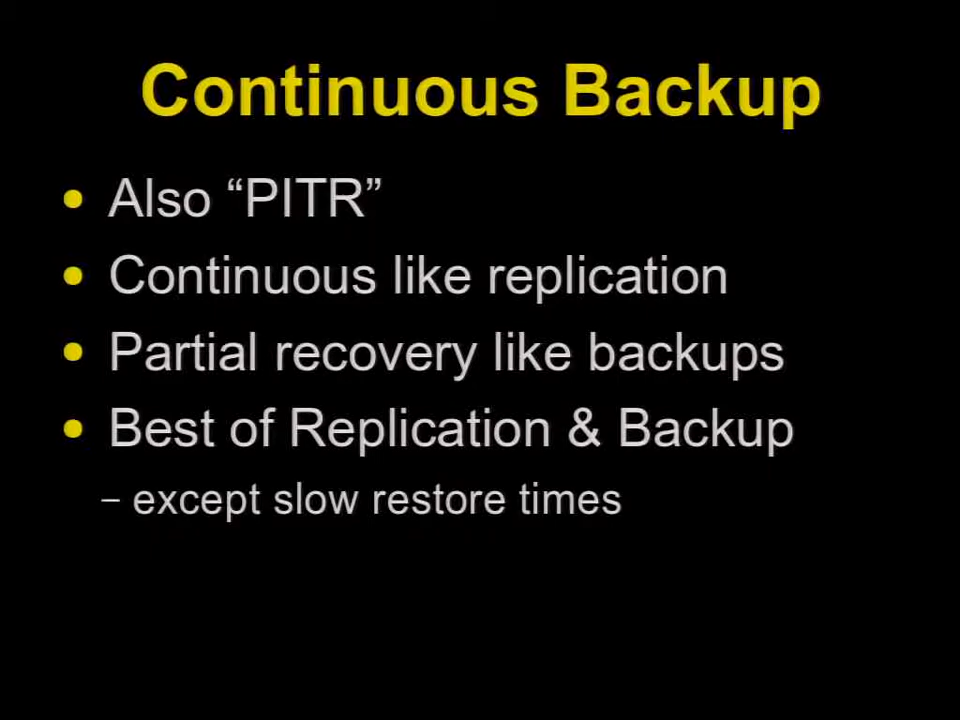 Continuous Backup
• Also “PITR”
• Continuous like replication
• Partial recovery like backups
• Best of Replication & Backup
– except slow restore times